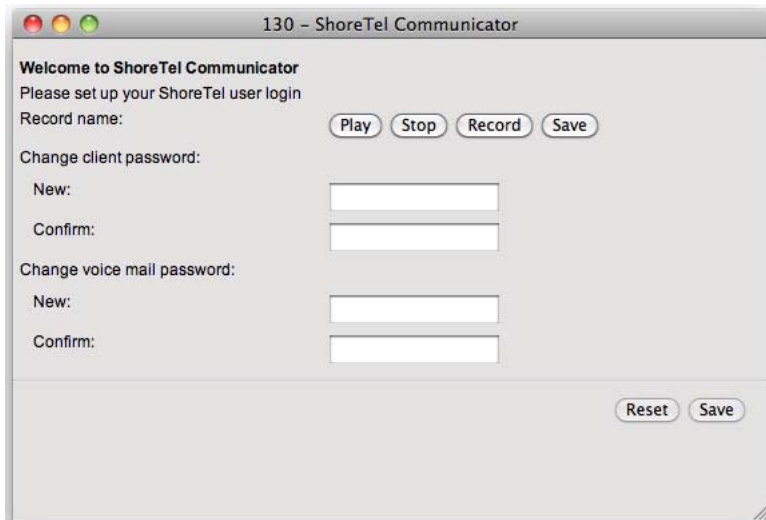 130 – ShoreTel Communicator
Welcome to ShoreTel Communicator
Please set up your ShoreTel user login
Record name: Play Stop Record Save
Change client password:
New:
Confirm:
Change voice mail password:
New:
Confirm:
Reset Save